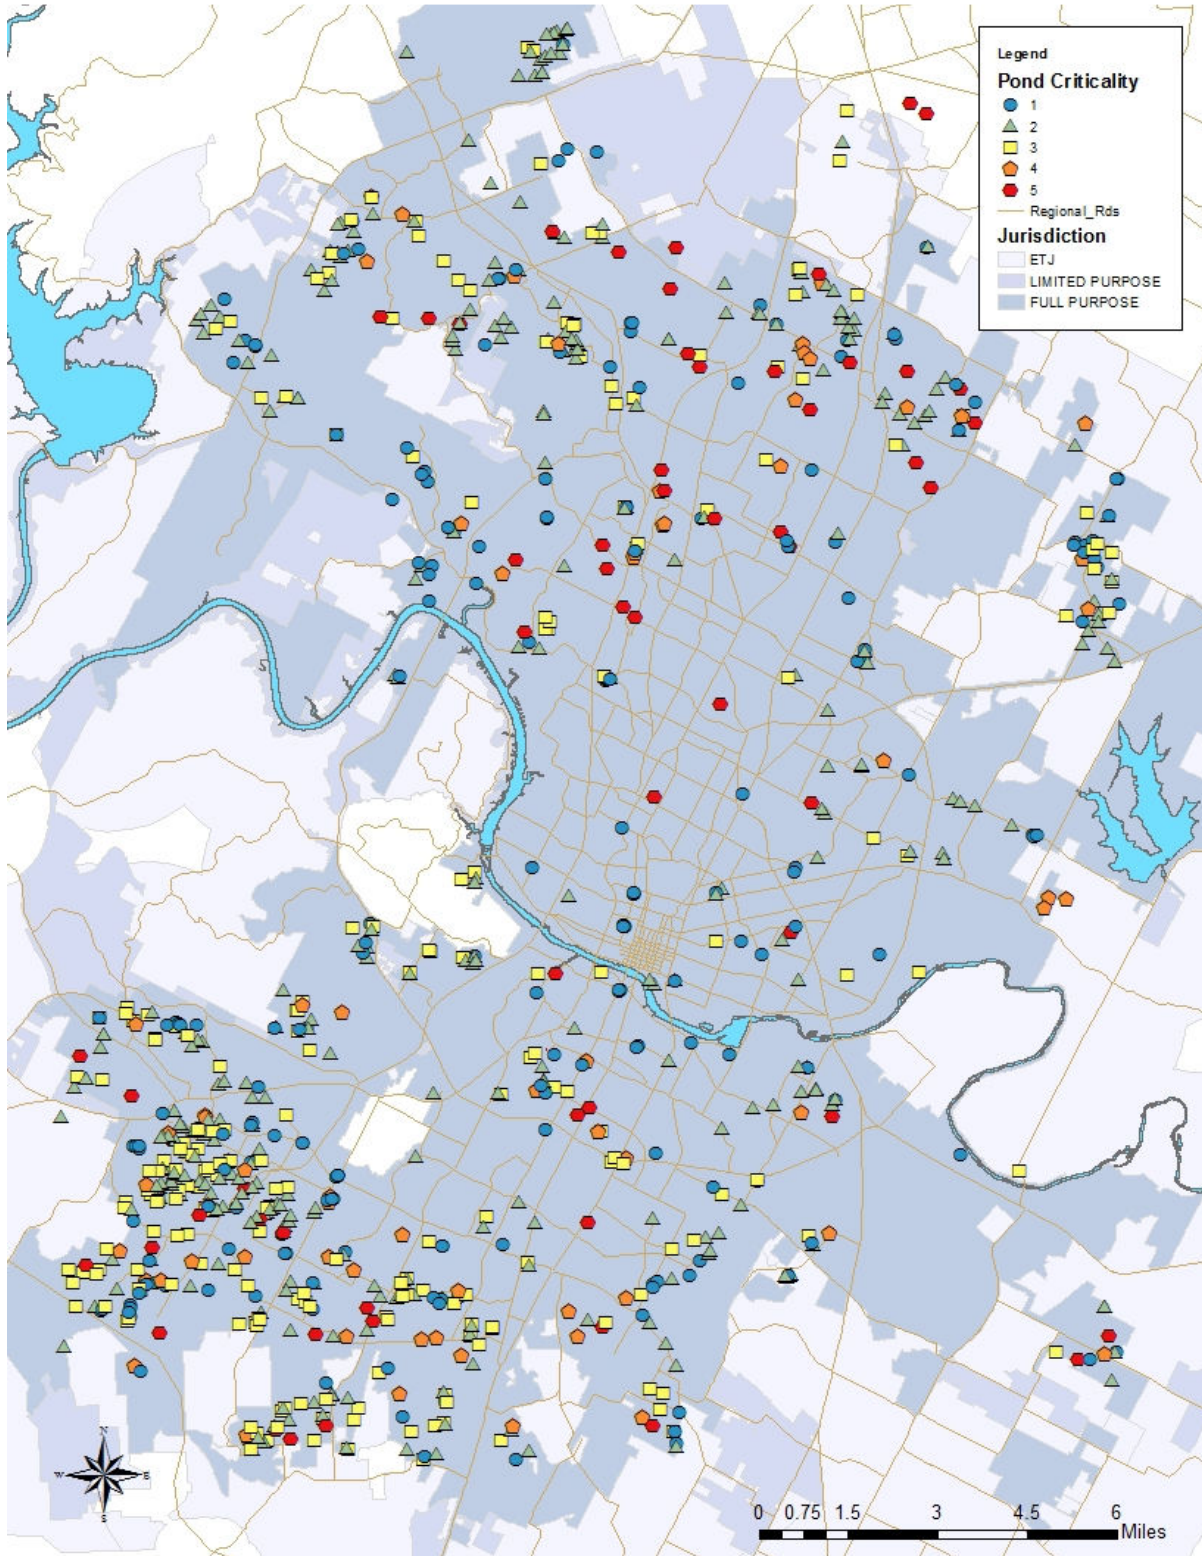 Legend
Pond Criticality
1
2
3
4
5
Regional_Rds
Jurisdiction
ETJ
LIMITED PURPOSE
FULL PURPOSE
N
W
E
S
0 0.75 1.5 3 4.5 6
Miles